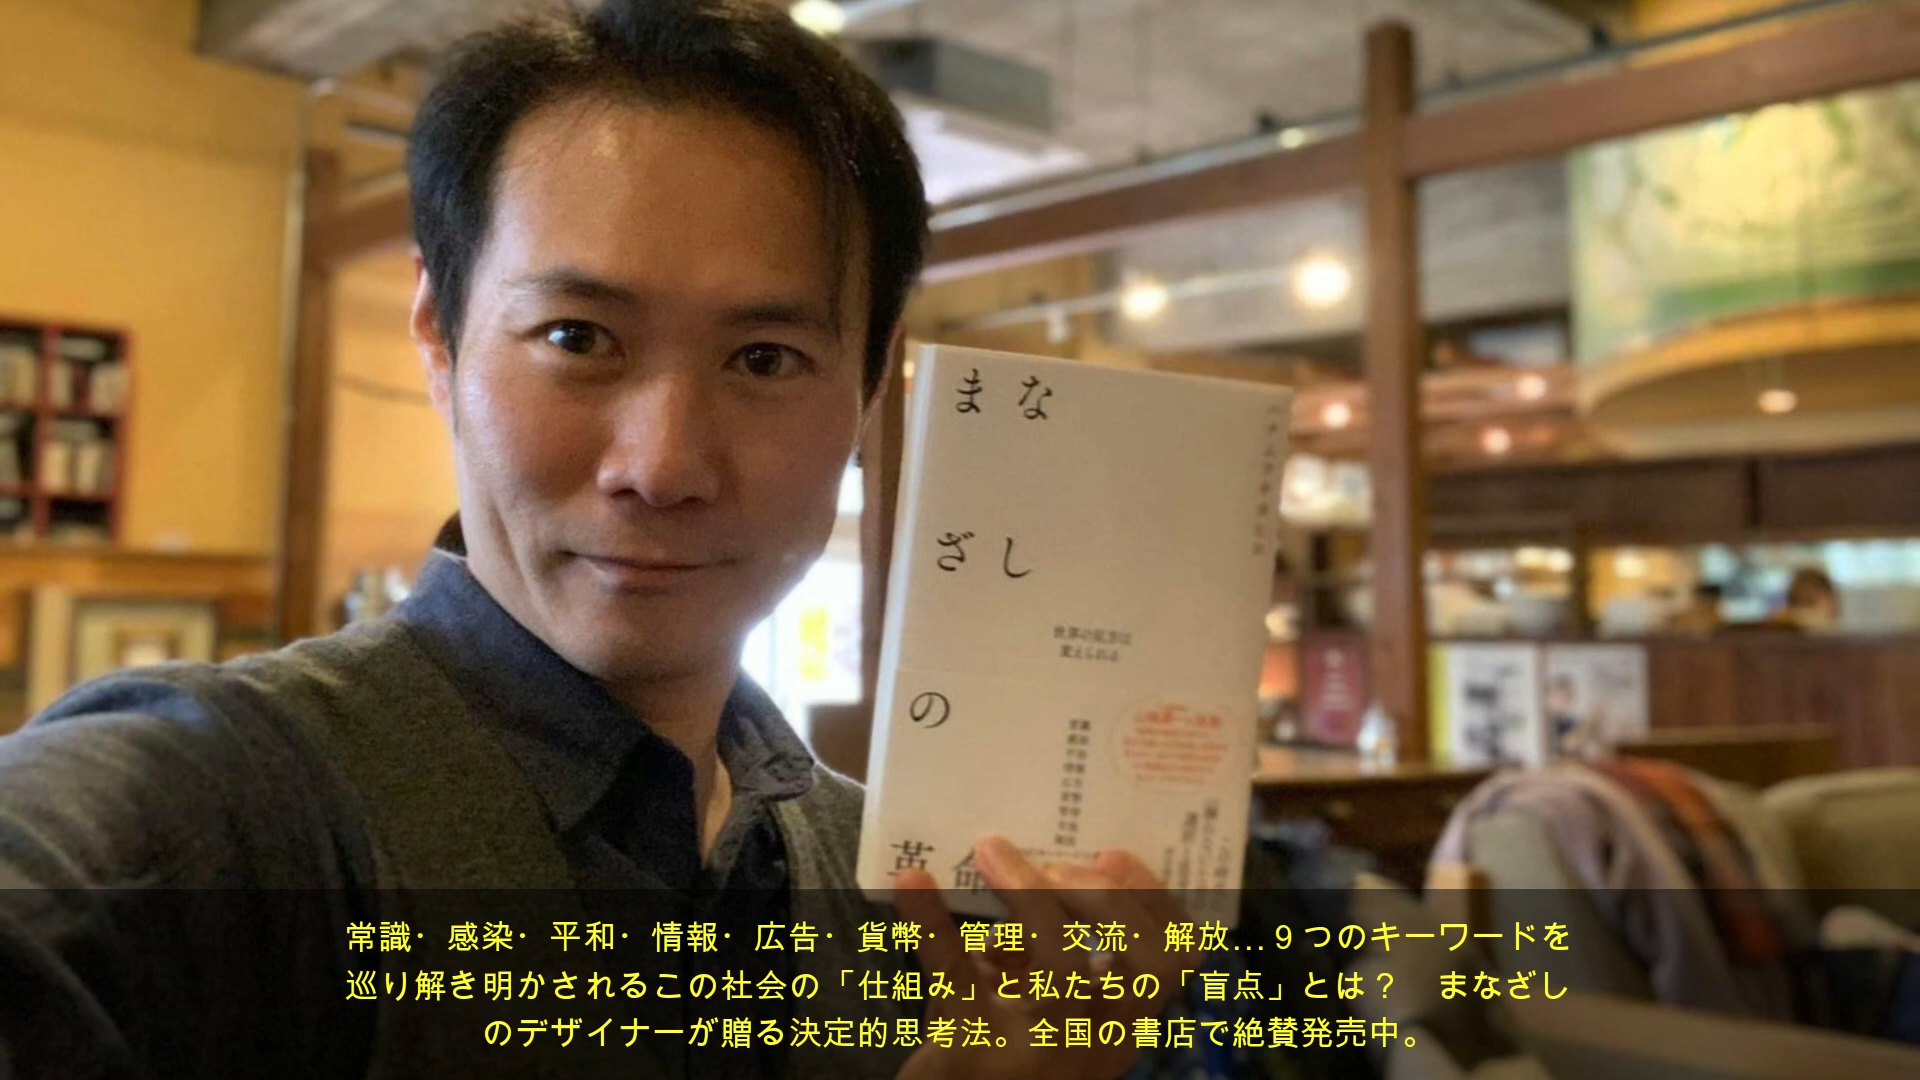 まな
ざし
の
革命
世界の見方は
変えられる
常識・感染・平和・情報・広告・貨幣・管理・交流・解放…９つのキーワードを
巡り解き明かされるこの社会の「仕組み」と私たちの「盲点」とは？　まなざし
のデザイナーが贈る決定的思考法。全国の書店で絶賛発売中。